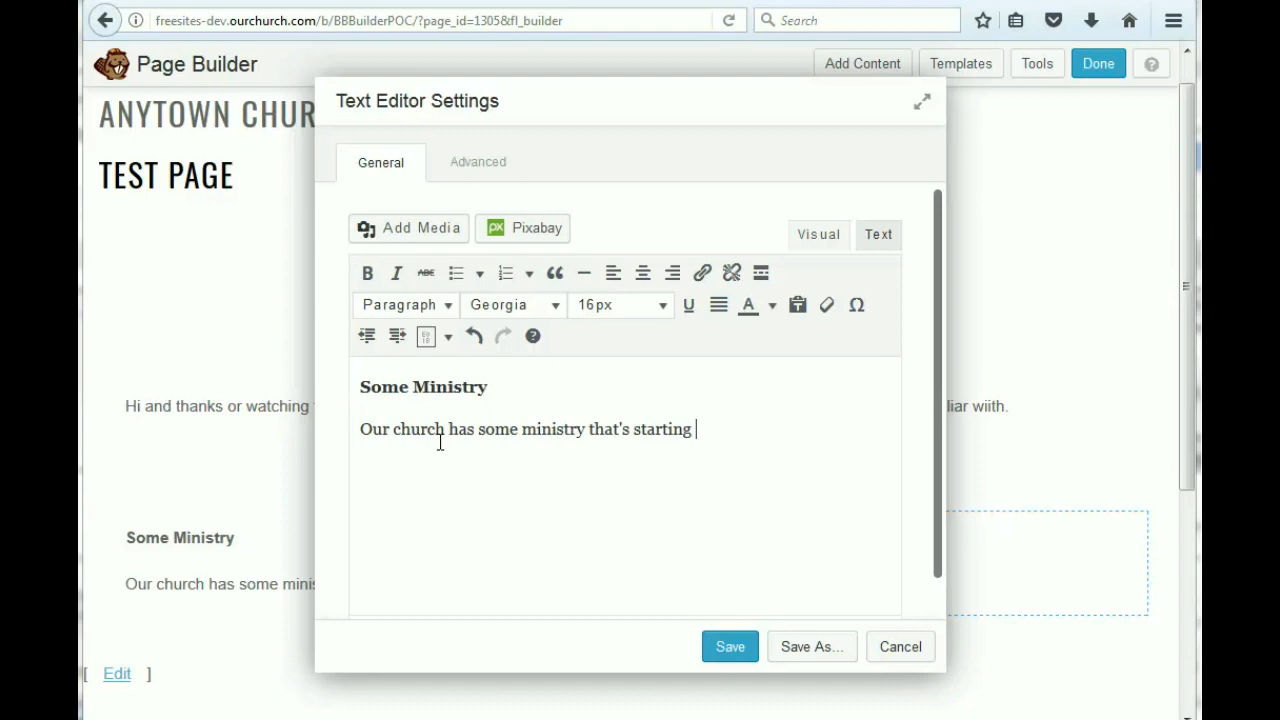 freesites-dev.ourchurch.com/b/BBBuilderPOC/?page_id=1305&fl_builder
Search
Page Builder
Add Content
Templates
Tools
Done
?
ANYTOWN CHUR
TEST PAGE
Text Editor Settings
General
Advanced
Add Media
px Pixabay
Visual
Text
B
I
ABC
Paragraph
Georgia
16px
U
A
T
Ω
?
Some Ministry
Our church has some ministry that's starting
Hi and thanks or watching
liar wiith.
Some Ministry
Our church has some minis
Save
Save As...
Cancel
[ Edit ]